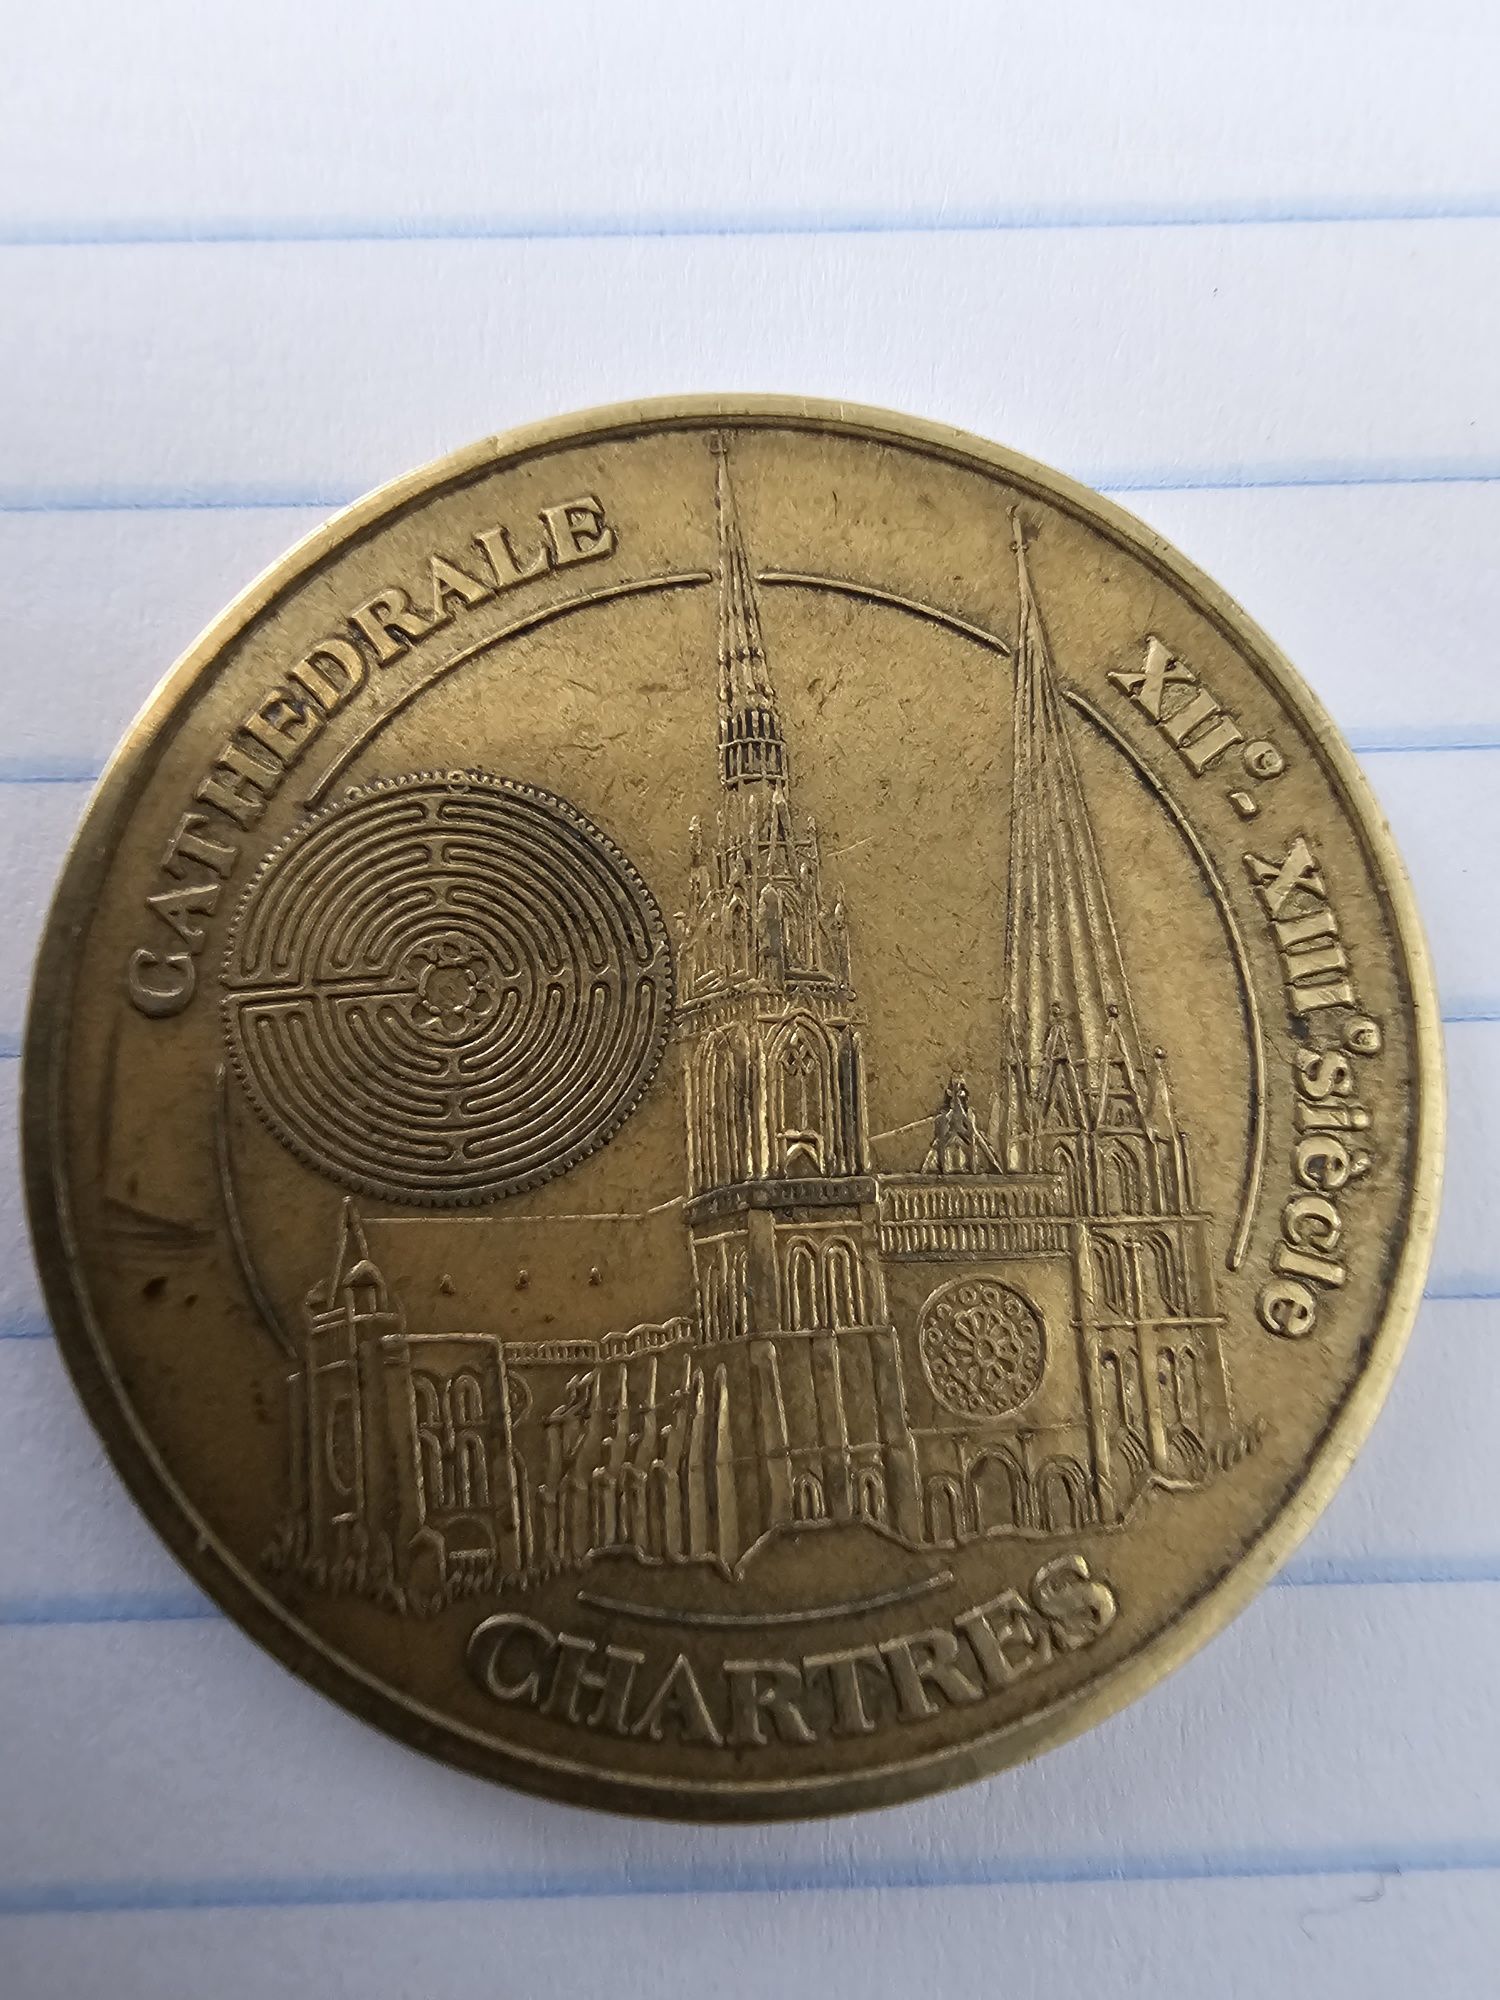 CATHEDRALE
XII°- XIII° siècle
CHARTRES